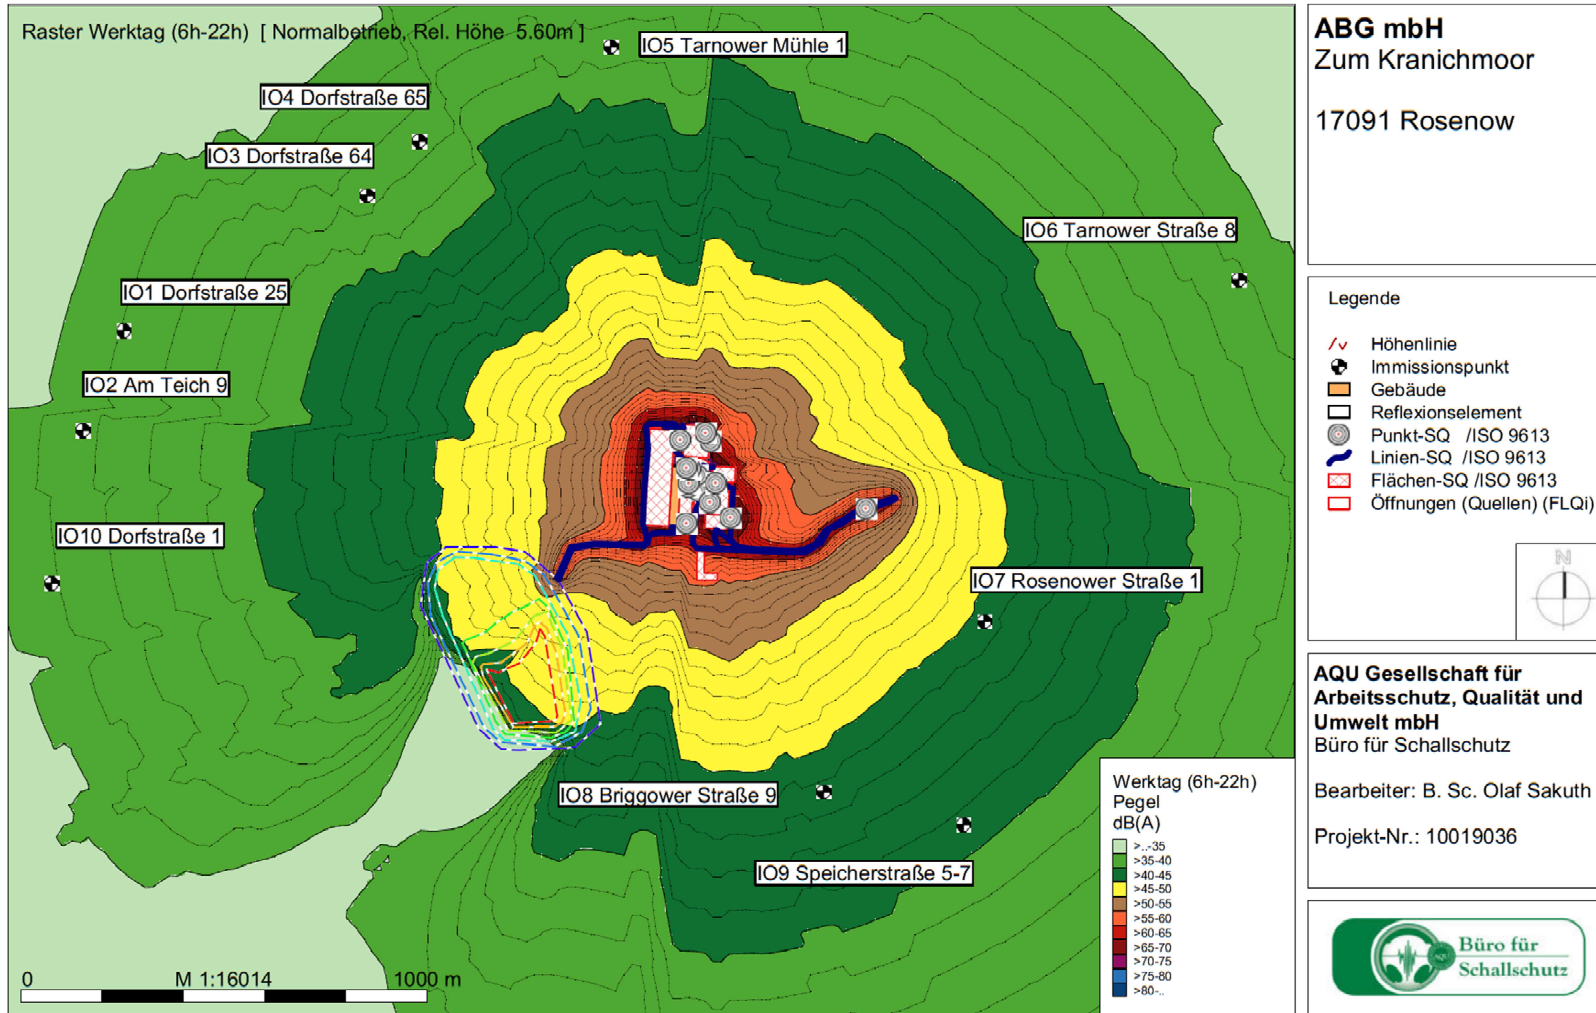 Raster Werktag (6h-22h) [ Normalbetrieb, Rel. Höhe 5.60m ]
IO5 Tarnower Mühle 1
IO4 Dorfstraße 65
IO3 Dorfstraße 64
IO6 Tarnower Straße 8
IO1 Dorfstraße 25
IO2 Am Teich 9
IO10 Dorfstraße 1
IO7 Rosenower Straße 1
IO8 Briggower Straße 9
IO9 Speicherstraße 5-7
0 M 1:16014 1000 m
Werktag (6h-22h)
Pegel
dB(A)
>..-35
>35-40
>40-45
>45-50
>50-55
>55-60
>60-65
>65-70
>70-75
>75-80
>80-..
ABG mbH
Zum Kranichmoor
17091 Rosenow
Legende
Höhenlinie
Immissionspunkt
Gebäude
Reflexionselement
Punkt-SQ /ISO 9613
Linien-SQ /ISO 9613
Flächen-SQ /ISO 9613
Öffnungen (Quellen) (FLQi)
N
AQU Gesellschaft für
Arbeitsschutz, Qualität und
Umwelt mbH
Büro für Schallschutz
Bearbeiter: B. Sc. Olaf Sakuth
Projekt-Nr.: 10019036
AQU
Büro für
Schallschutz